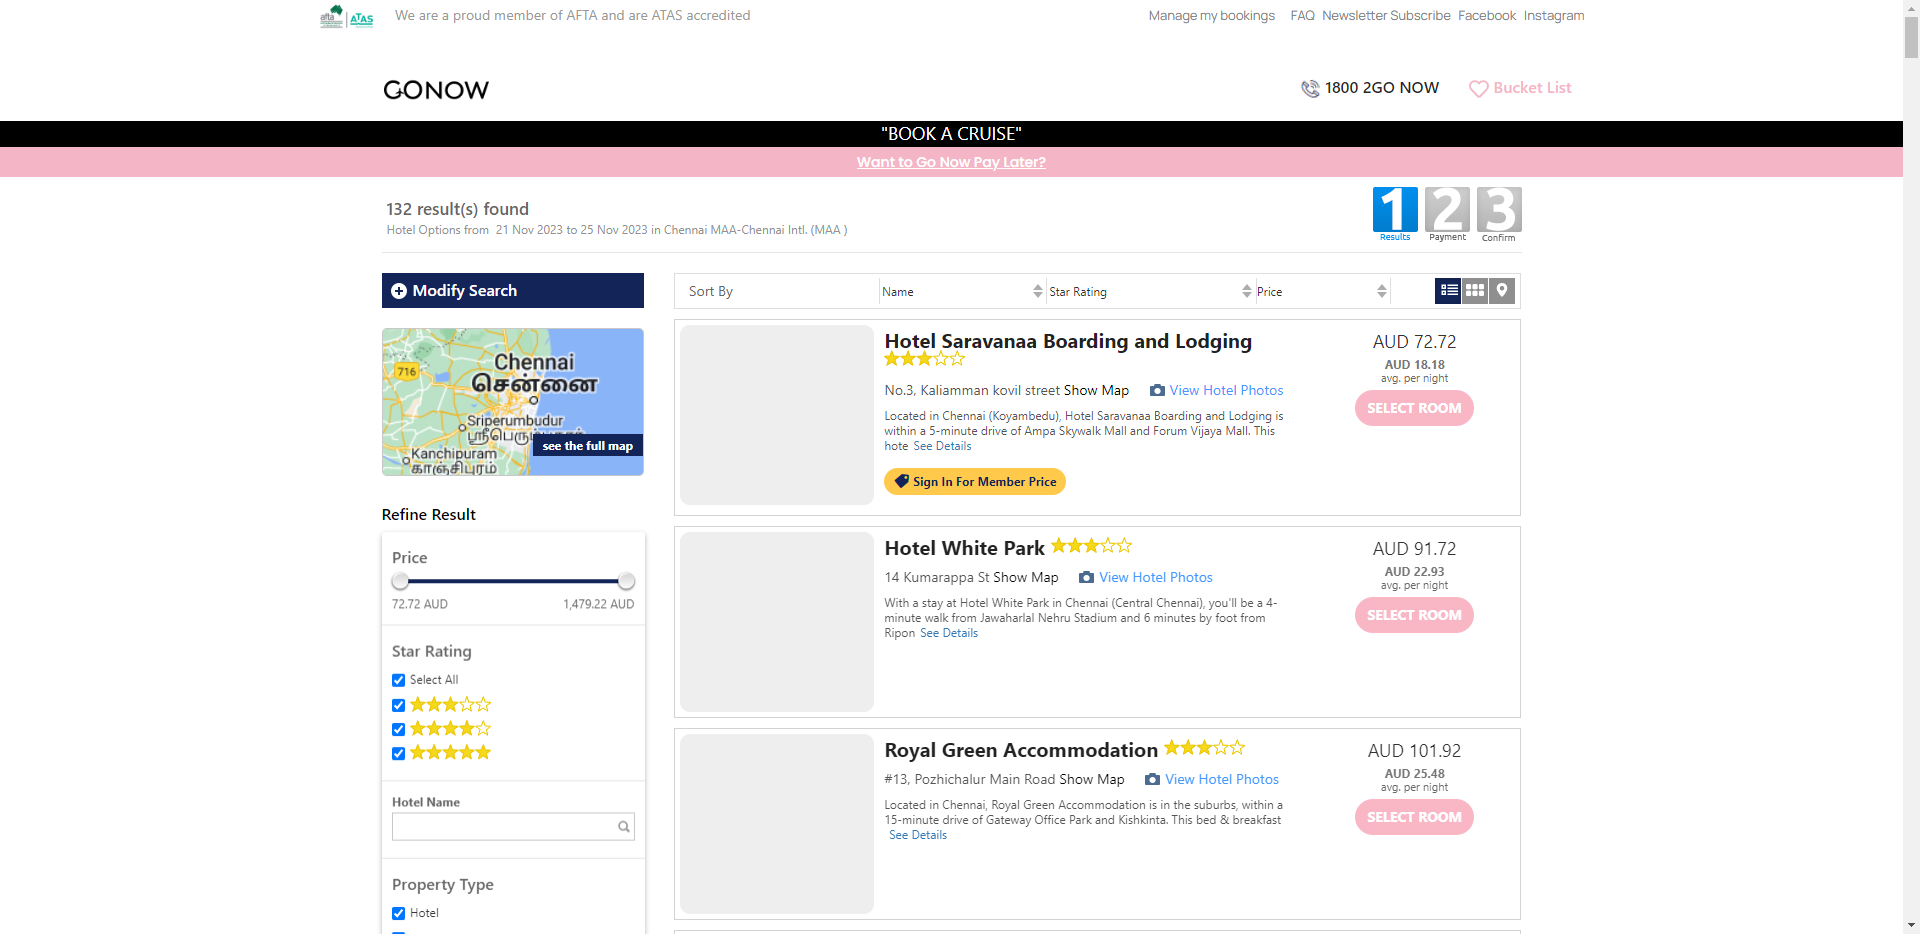 afta ATAS We are a proud member of AFTA and are ATAS accredited
Manage my bookings FAQ Newsletter Subscribe Facebook Instagram
GONOW
1800 2GO NOW Bucket List
"BOOK A CRUISE"
Want to Go Now Pay Later?
132 result(s) found
Hotel Options from 21 Nov 2023 to 25 Nov 2023 in Chennai MAA-Chennai Intl. (MAA )
1 2 3
Results Payment Confirm
Modify Search
716
Chennai
சென்னை
Sriperumbudur
ஸ்ரீபெரும்பு
see the full map
Kanchipuram
காஞ்சிபுரம்
Refine Result
Price
72.72 AUD 1,479.22 AUD
Star Rating
Select All
Hotel Name
Property Type
Hotel
Sort By Name Star Rating Price
Hotel Saravanaa Boarding and Lodging
No.3, Kaliamman kovil street Show Map View Hotel Photos
Located in Chennai (Koyambedu), Hotel Saravanaa Boarding and Lodging is
within a 5-minute drive of Ampa Skywalk Mall and Forum Vijaya Mall. This
hote See Details
Sign In For Member Price
AUD 72.72
AUD 18.18
avg. per night
SELECT ROOM
Hotel White Park
14 Kumarappa St Show Map View Hotel Photos
With a stay at Hotel White Park in Chennai (Central Chennai), you'll be a 4-
minute walk from Jawaharlal Nehru Stadium and 6 minutes by foot from
Ripon See Details
AUD 91.72
AUD 22.93
avg. per night
SELECT ROOM
Royal Green Accommodation
#13, Pozhichalur Main Road Show Map View Hotel Photos
Located in Chennai, Royal Green Accommodation is in the suburbs, within a
15-minute drive of Gateway Office Park and Kishkinta. This bed & breakfast
See Details
AUD 101.92
AUD 25.48
avg. per night
SELECT ROOM